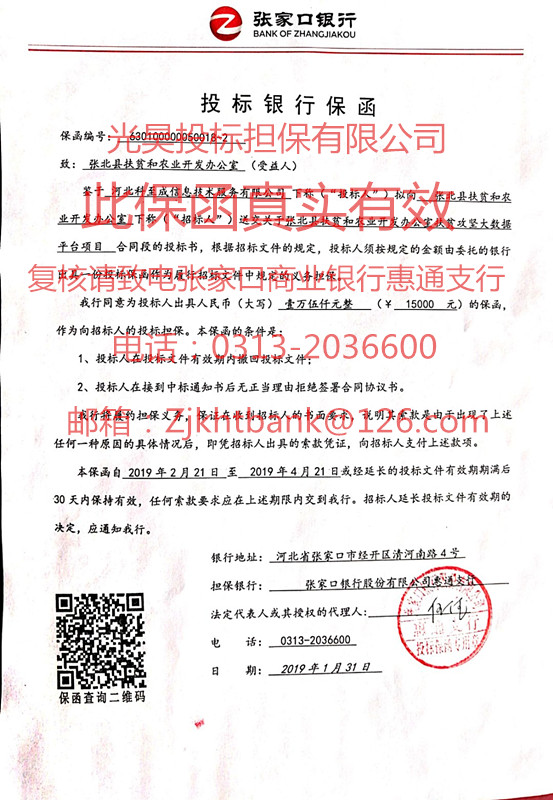 张家口银行
BANK OF ZHANGJIAKOU
投标银行保函
保函编号： 630100000050018-2
光昊投标担保有限公司
致： 张北县扶贫和农业开发办公室 （受益人）
鉴于 河北科至成信息技术服务有限公司 下称（“投标人”）拟向 张北县扶贫和农
此保函真实有效
业开发办公室 下称（“招标人”）送交关于张北县扶贫和农业开发办公室扶贫攻坚大数据
平台项目 合同段的投标书，根据招标文件的规定，投标人须按规定的金额由委托的银行
出具一份投标保函作为履行招标文件中规定的义务担保。
复核请致电张家口商业银行惠通支行
我行同意为投标人出具人民币（大写） 壹万伍仟元整 （¥ 15000 元）的保函，
作为向招标人的投标担保。本保函的条件是：
电话：0313-2036600
1、投标人在投标文件有效期内撤回投标文件；
2、投标人在接到中标通知书后无正当理由拒绝签署合同协议书。
邮箱：Zjkhtbank@126.com
我行将履约担保义务，保证在收到招标人的书面要求，说明其索款是由于出现了上述
任何一种原因的具体情况后，即凭招标人出具的索款凭证，向招标人支付上述款项。
本保函自 2019 年 2 月 21 日 至 2019 年 4 月 21 日或经延长的投标文件有效期期满后
30 天内保持有效，任何索款要求应在上述期限内交到我行。招标人延长投标文件有效期的
决定，应通知我行。
银行地址： 河北省张家口市经开区清河南路 4 号
担保银行： 张家口银行股份有限公司惠通支行
法定代表人或其授权的代理人：
电 话： 0313-2036600
日 期： 2019 年 1 月 31 日
保函查询二维码
投标保函专用章